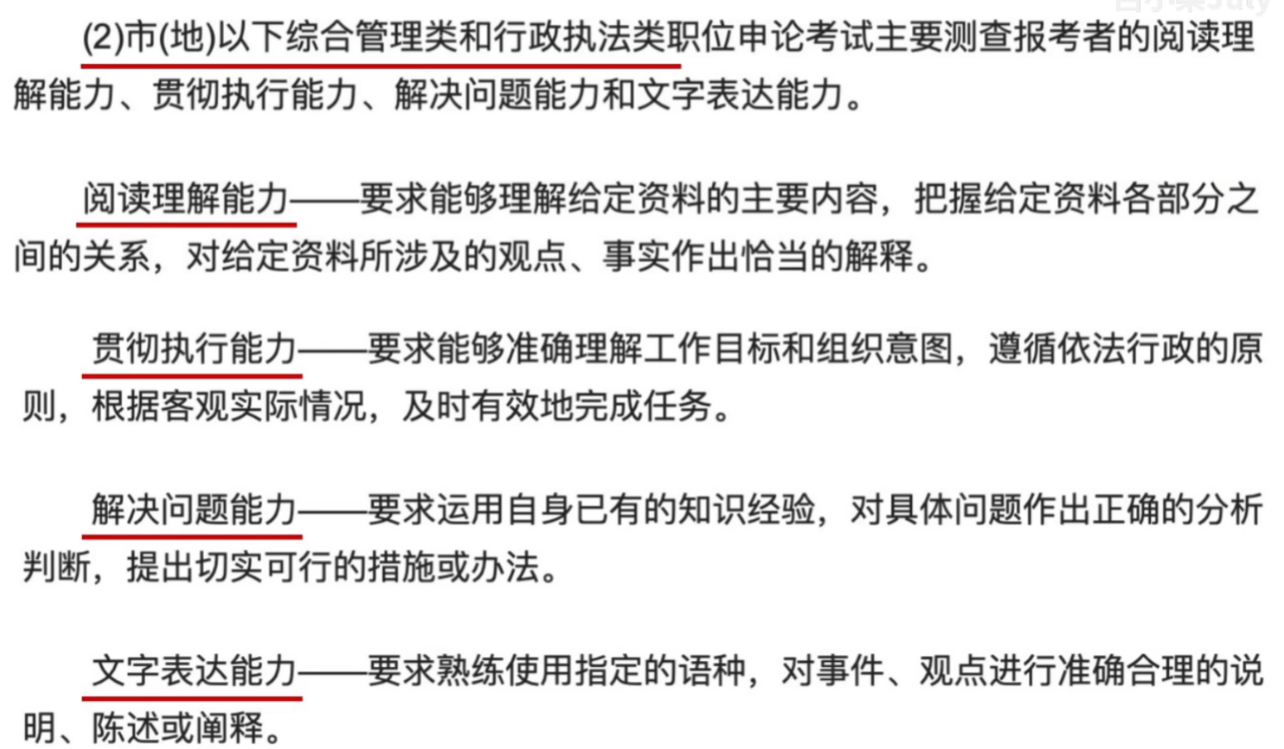 (2)市(地)以下综合管理类和行政执法类职位申论考试主要测查报考者的阅读理
解能力、贯彻执行能力、解决问题能力和文字表达能力。
阅读理解能力——要求能够理解给定资料的主要内容，把握给定资料各部分之
间的关系，对给定资料所涉及的观点、事实作出恰当的解释。
贯彻执行能力——要求能够准确理解工作目标和组织意图，遵循依法行政的原
则，根据客观实际情况，及时有效地完成任务。
解决问题能力——要求运用自身已有的知识经验，对具体问题作出正确的分析
判断，提出切实可行的措施或办法。
文字表达能力——要求熟练使用指定的语种，对事件、观点进行准确合理的说
明、陈述或阐释。